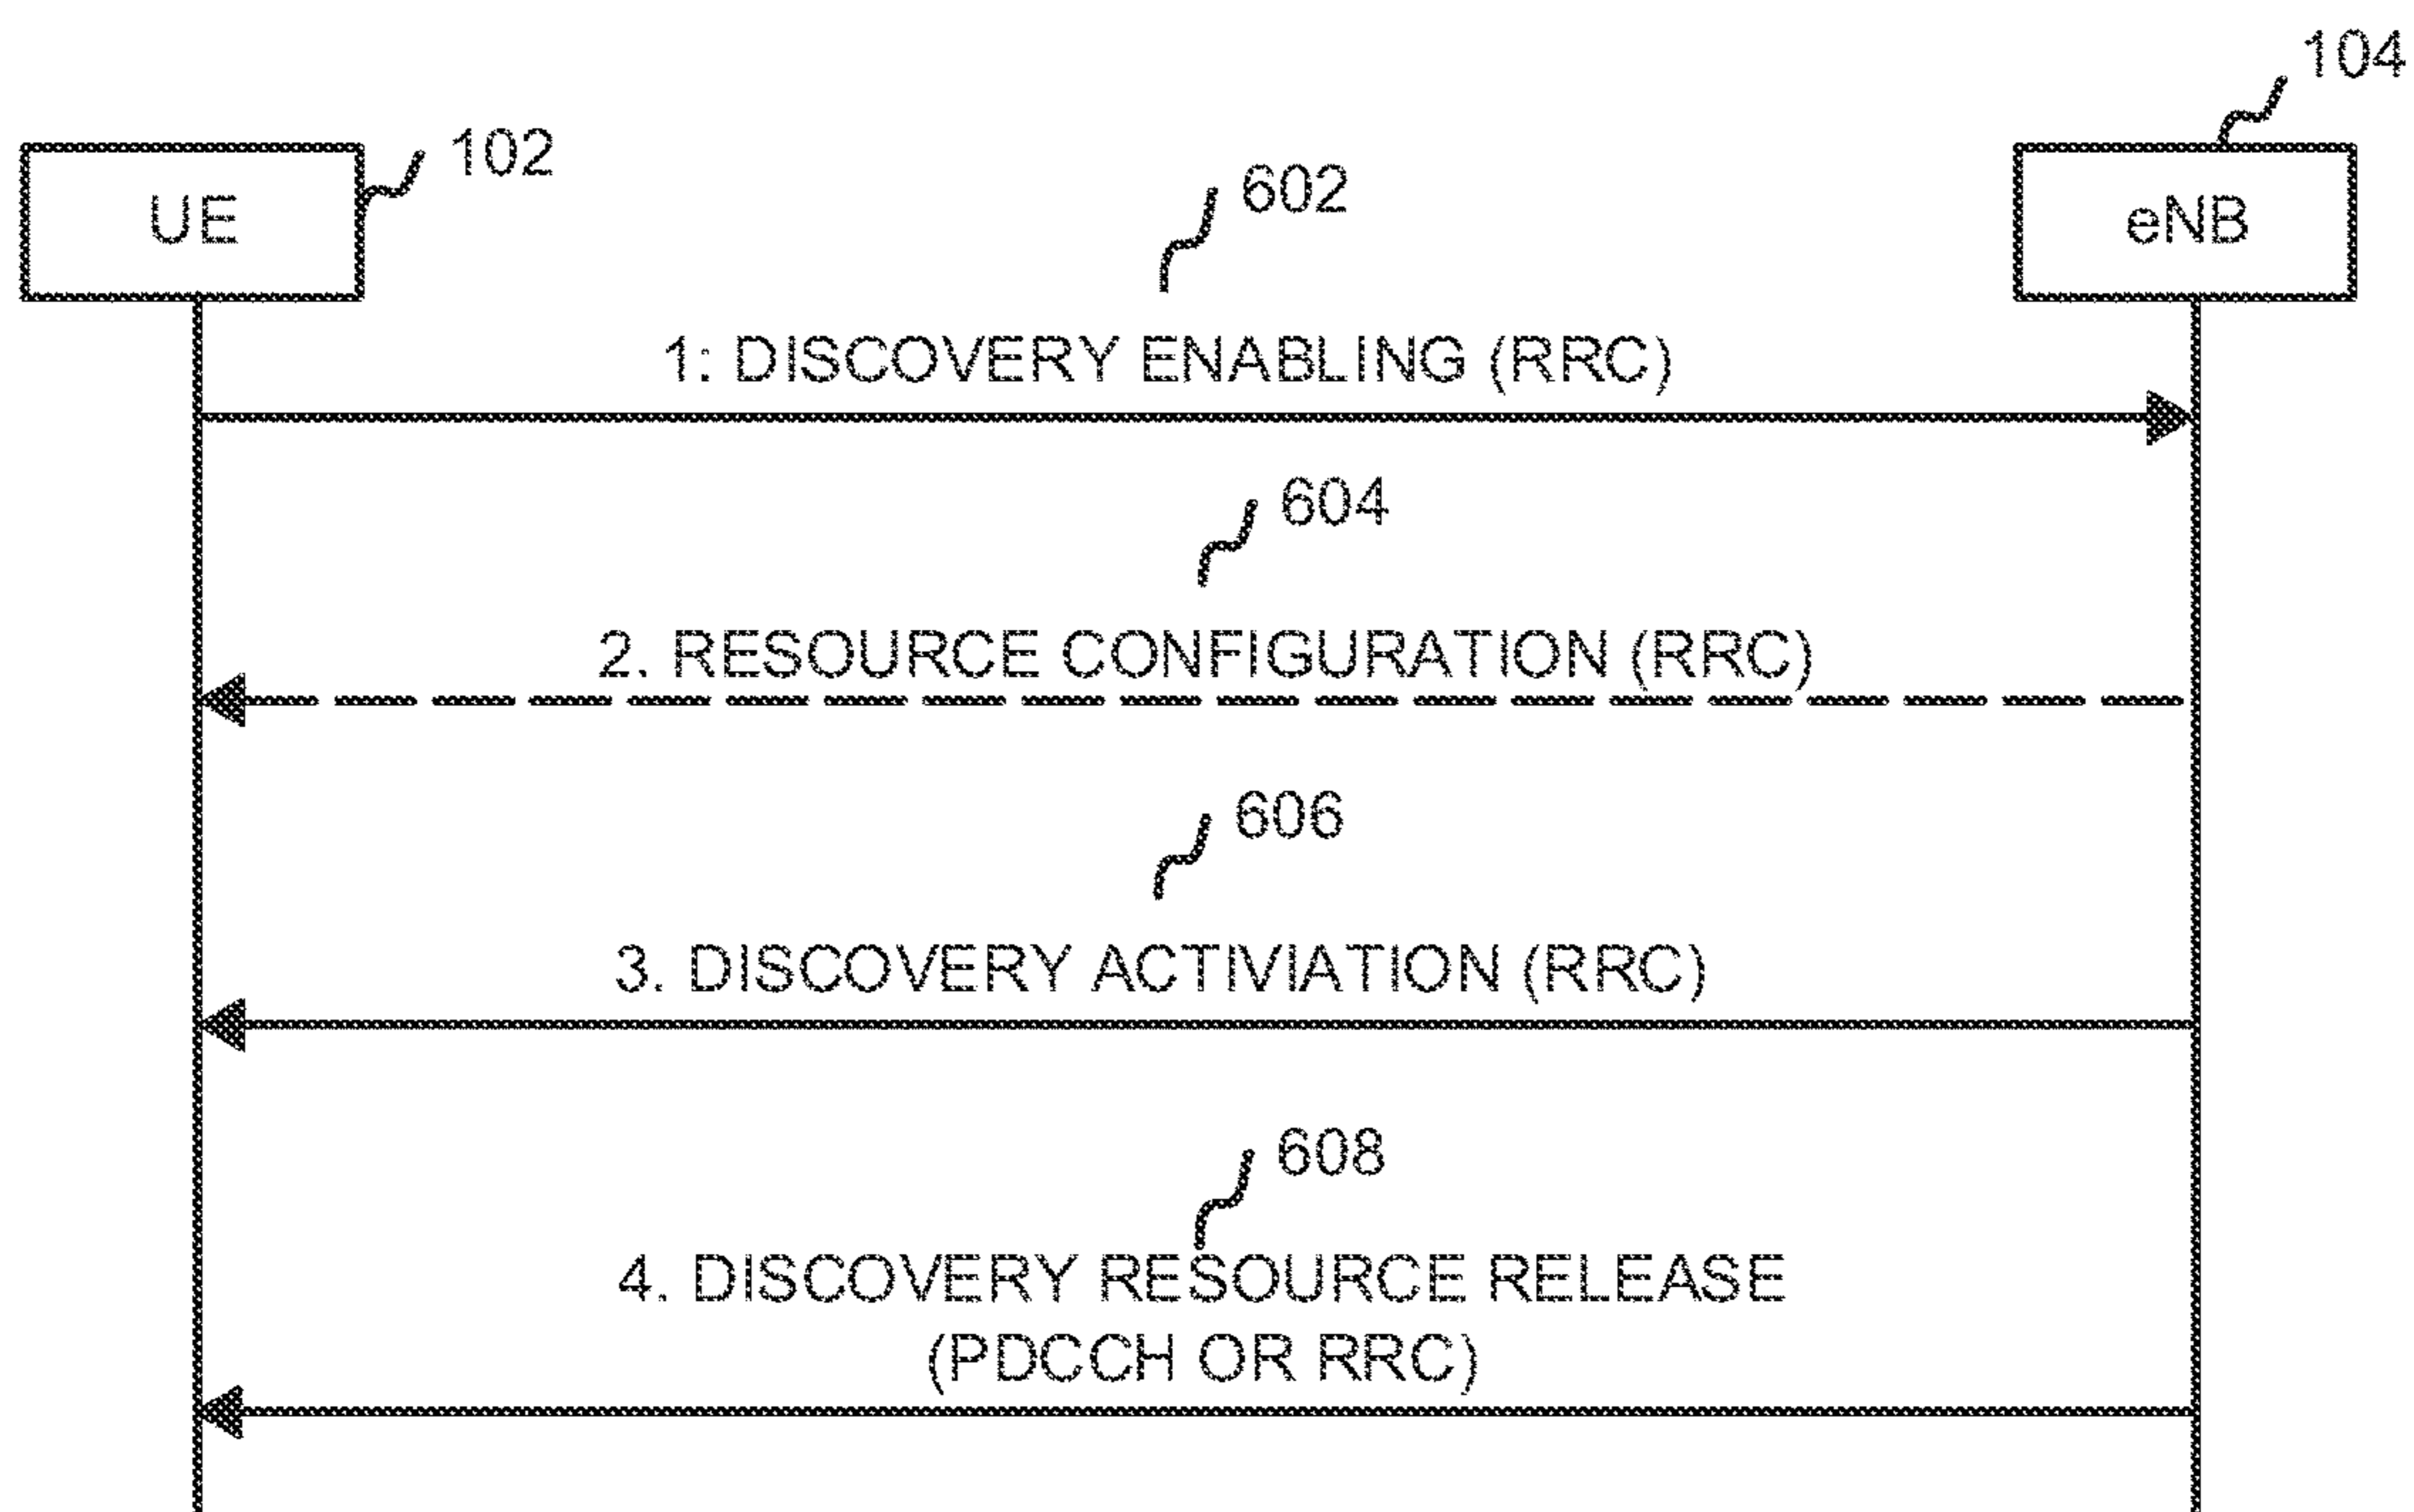 104
102
UE
eNB
602
1: DISCOVERY ENABLING (RRC)
604
2. RESOURCE CONFIGURATION (RRC)
606
3. DISCOVERY ACTIVIATION (RRC)
608
4. DISCOVERY RESOURCE RELEASE
(PDCCH OR RRC)